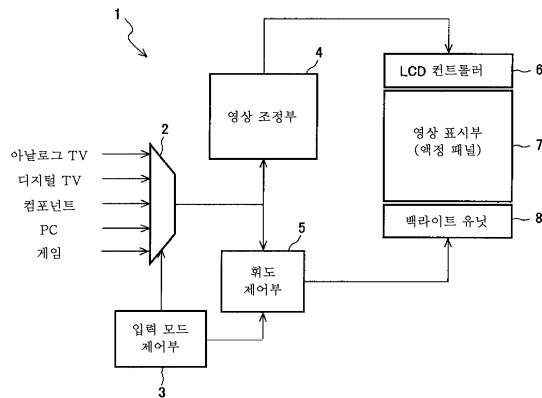 1
4
영상 조정부
LCD 컨트롤러
6
영상 표시부
(액정 패널)
7
백라이트 유닛
8
2
아날로그 TV
디지털 TV
컴포넌트
PC
게임
5
휘도
제어부
입력 모드
제어부
3